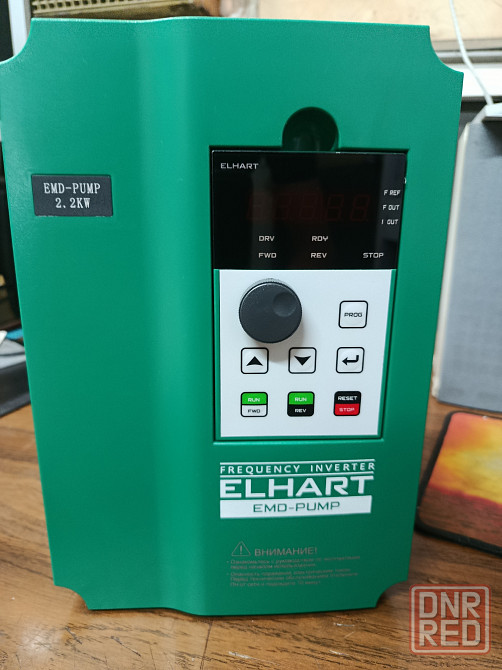 EMD-PUMP
2.2KW
ELHART
F REF
F OUT
I OUT
DRV RDY
FWD REV STOP
PROG
RUN
FWD
RUN
REV
RESET
STOP
FREQUENCY INVERTER
ELHART
EMD-PUMP
ВНИМАНИЕ!
DNR
RED